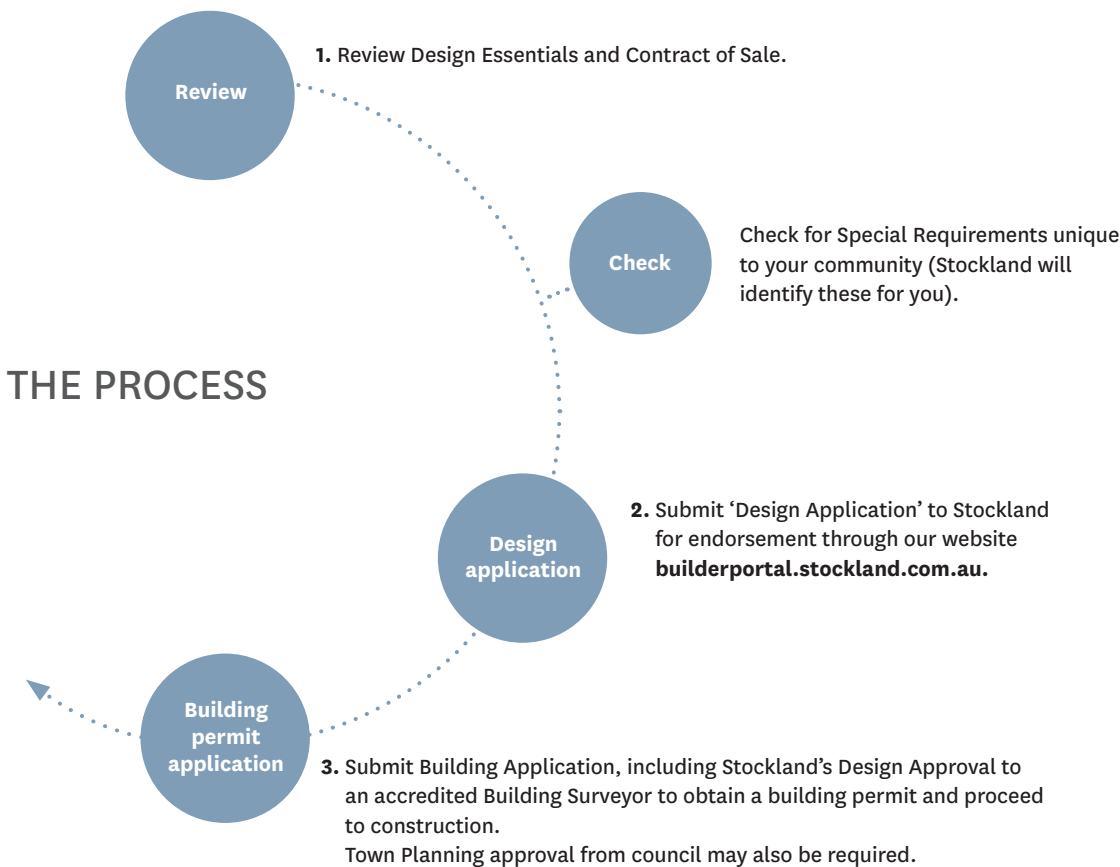 Review
1. Review Design Essentials and Contract of Sale.
Check
Check for Special Requirements unique
to your community (Stockland will
identify these for you).
THE PROCESS
Design
application
2. Submit ‘Design Application’ to Stockland
for endorsement through our website
builderportal.stockland.com.au.
Building
permit
application
3. Submit Building Application, including Stockland’s Design Approval to
an accredited Building Surveyor to obtain a building permit and proceed
to construction.
Town Planning approval from council may also be required.